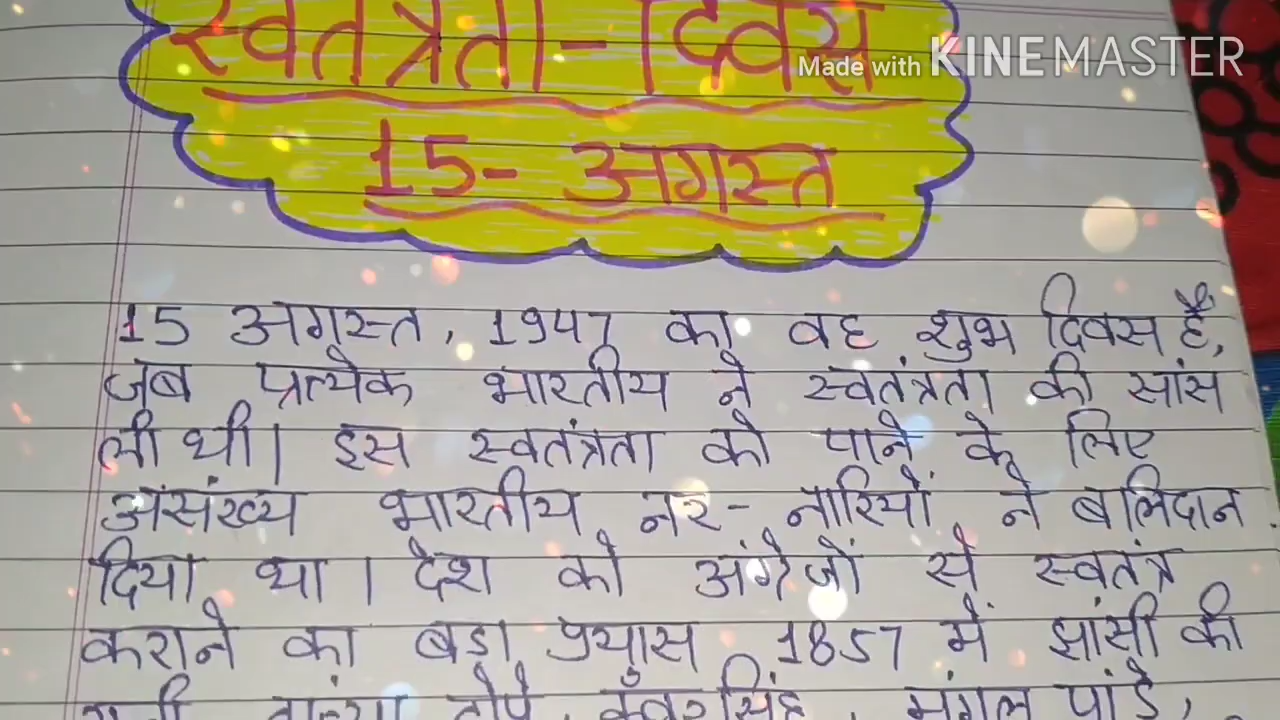 स्वतंत्रता-दिवस
Made with KINEMASTER
15- अगस्त
15 अगस्त, 1947 का वह शुभ दिवस है,
जब प्रत्येक भारतीय ने स्वतंत्रता की सांस
ली थी। इस स्वतंत्रता को पाने के लिए
असंख्य भारतीय नर-नारियों ने बलिदान
दिया था। देश को अंग्रेजों से स्वतंत्र
कराने का बड़ा प्रयास 1857 में झांसी की
रानी तात्या टोपे, कुँवरसिंह, मंगल पांडे,